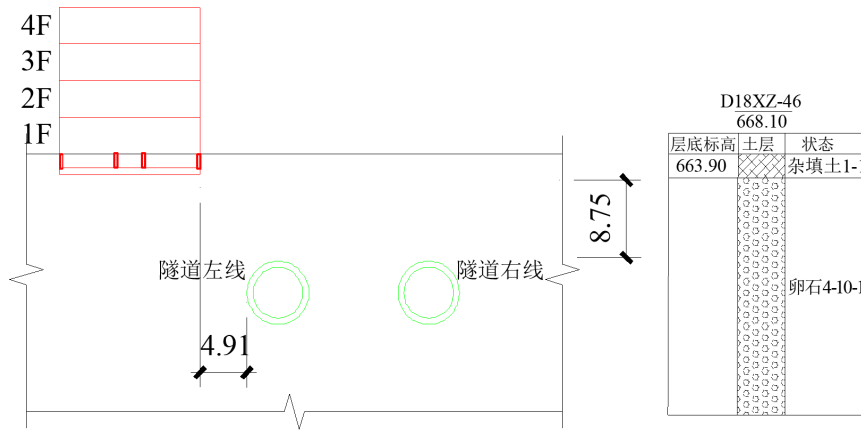 4F
3F
2F
1F
隧道左线
隧道右线
4.91
8.75
D18XZ-46
668.10
层底标高 土层 状态
663.90 杂填土1-1
卵石4-10-1